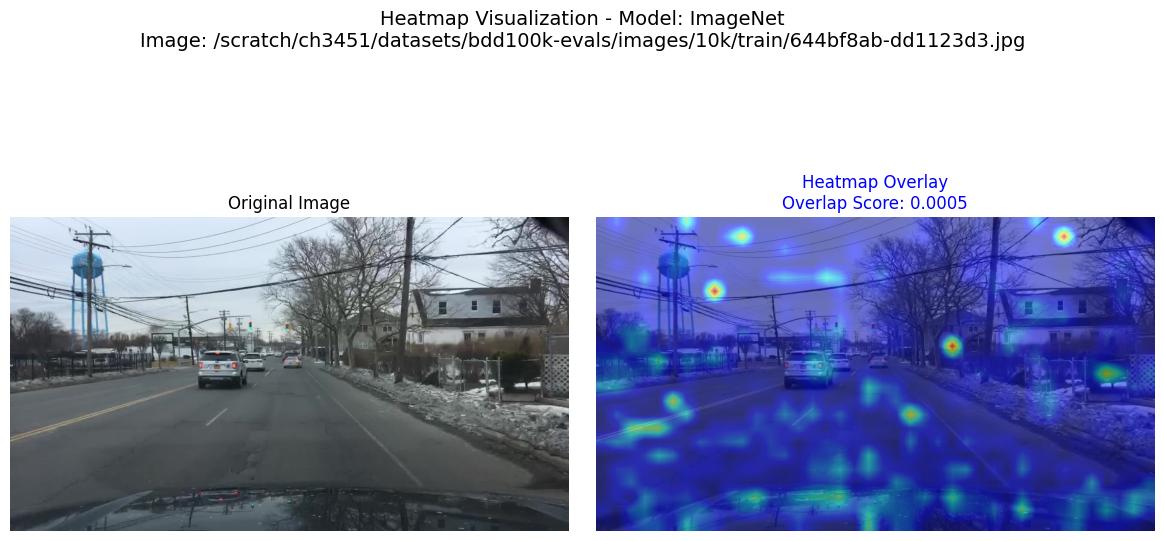 Heatmap Visualization - Model: ImageNet
Image: /scratch/ch3451/datasets/bdd100k-evals/images/10k/train/644bf8ab-dd1123d3.jpg
Original Image
Heatmap Overlay
Overlap Score: 0.0005